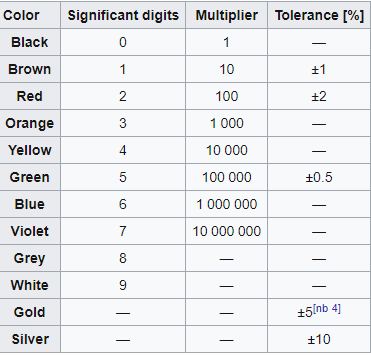 Color Significant digits Multiplier Tolerance [%]
Black 0 1 —
Brown 1 10 ±1
Red 2 100 ±2
Orange 3 1 000 —
Yellow 4 10 000 —
Green 5 100 000 ±0.5
Blue 6 1 000 000 —
Violet 7 10 000 000 —
Grey 8 — —
White 9 — —
Gold — — ±5[nb 4]
Silver — — ±10